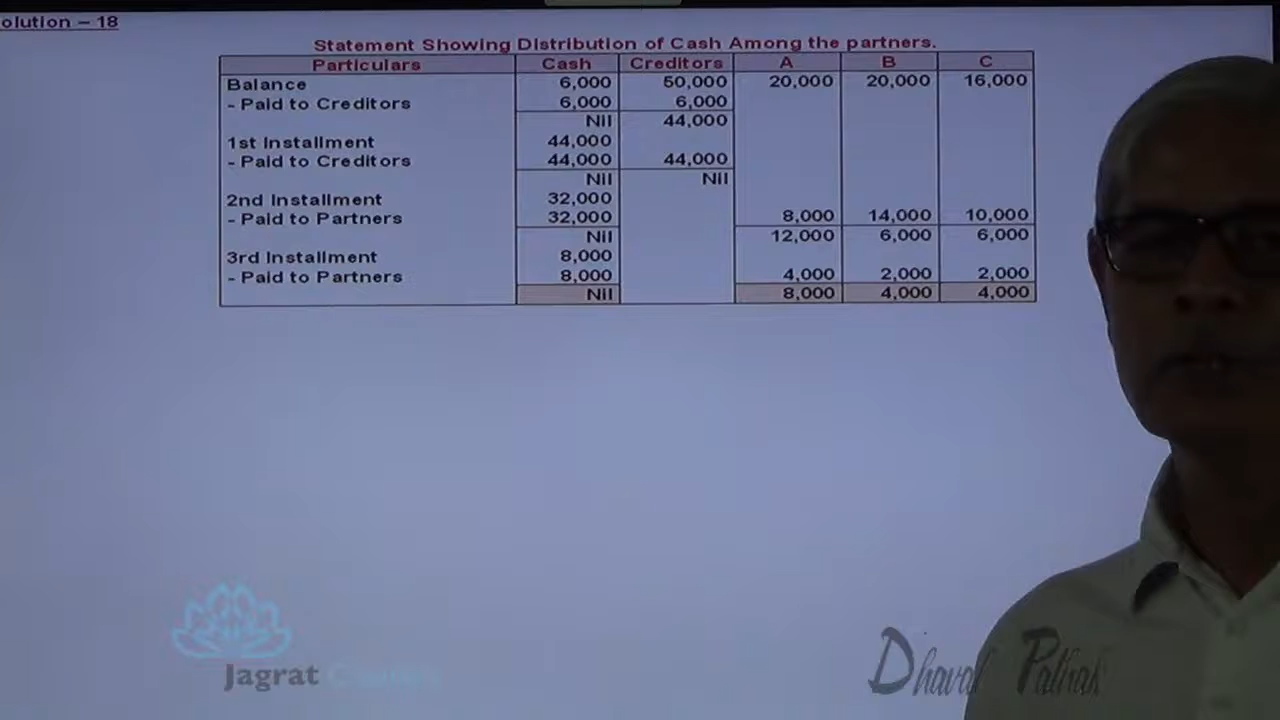 olution – 18
Statement Showing Distribution of Cash Among the partners.
Particulars Cash Creditors A B C
Balance 6,000 50,000 20,000 20,000 16,000
- Paid to Creditors 6,000 6,000
Nil 44,000
1st Installment 44,000
- Paid to Creditors 44,000 44,000
Nil Nil
2nd Installment 32,000
- Paid to Partners 32,000 8,000 14,000 10,000
Nil 12,000 6,000 6,000
3rd Installment 8,000
- Paid to Partners 8,000 4,000 2,000 2,000
Nil 8,000 4,000 4,000
Jagrat
Dhaval Pathak